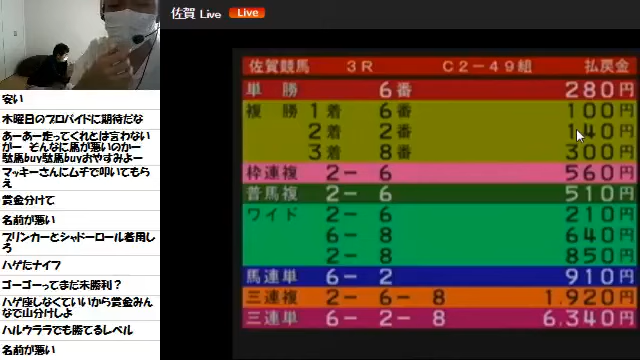 佐賀 Live Live
佐賀競馬 3R C2-49組 払戻金
単勝 6番 280円
複勝 1着 6番 100円
2着 2番 140円
3着 8番 300円
枠連複 2-6 560円
普馬複 2-6 510円
ワイド 2-6 210円
6-8 640円
2-8 850円
馬連単 6-2 910円
三連複 2-6-8 1,920円
三連単 6-2-8 6,340円
安い
木曜日のプロバイドに期待だな
あーあー走ってくれとは言わない
がー そんなに馬が悪いのかー
駄馬buy駄馬buyおやすみよー
マッキーさんにムチで叩いてもら
え
賞金分けて
名前が悪い
ブリンカーとシャドーロール着用しろ
ハゲたナイフ
ゴーゴーってまだ未勝利？
ハゲ座しなくていいから賞金みん
なで山分けしよ
ハルウララでも勝てるレベル
名前が悪い